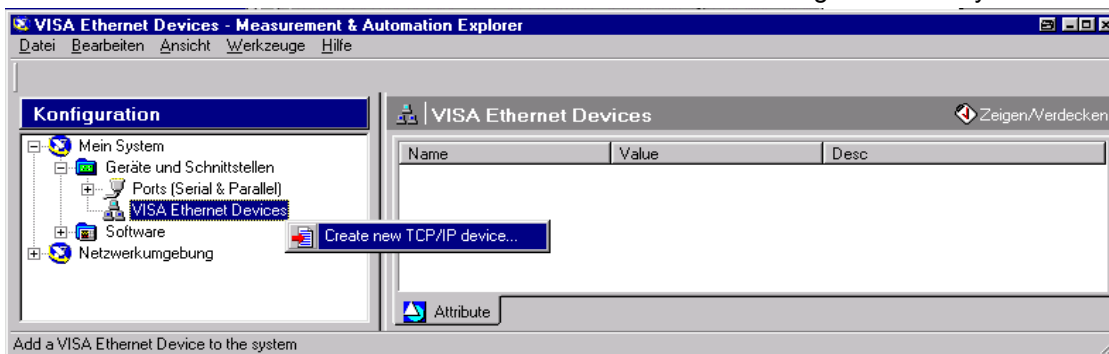 VISA Ethernet Devices - Measurement & Automation Explorer
Datei Bearbeiten Ansicht Werkzeuge Hilfe
Konfiguration
VISA Ethernet Devices
Zeigen/Verdecken
Mein System
Geräte und Schnittstellen
Ports (Serial & Parallel)
VISA Ethernet Devices
Software
Netzwerkumgebung
Create new TCP/IP device...
Name Value Desc
Attribute
Add a VISA Ethernet Device to the system